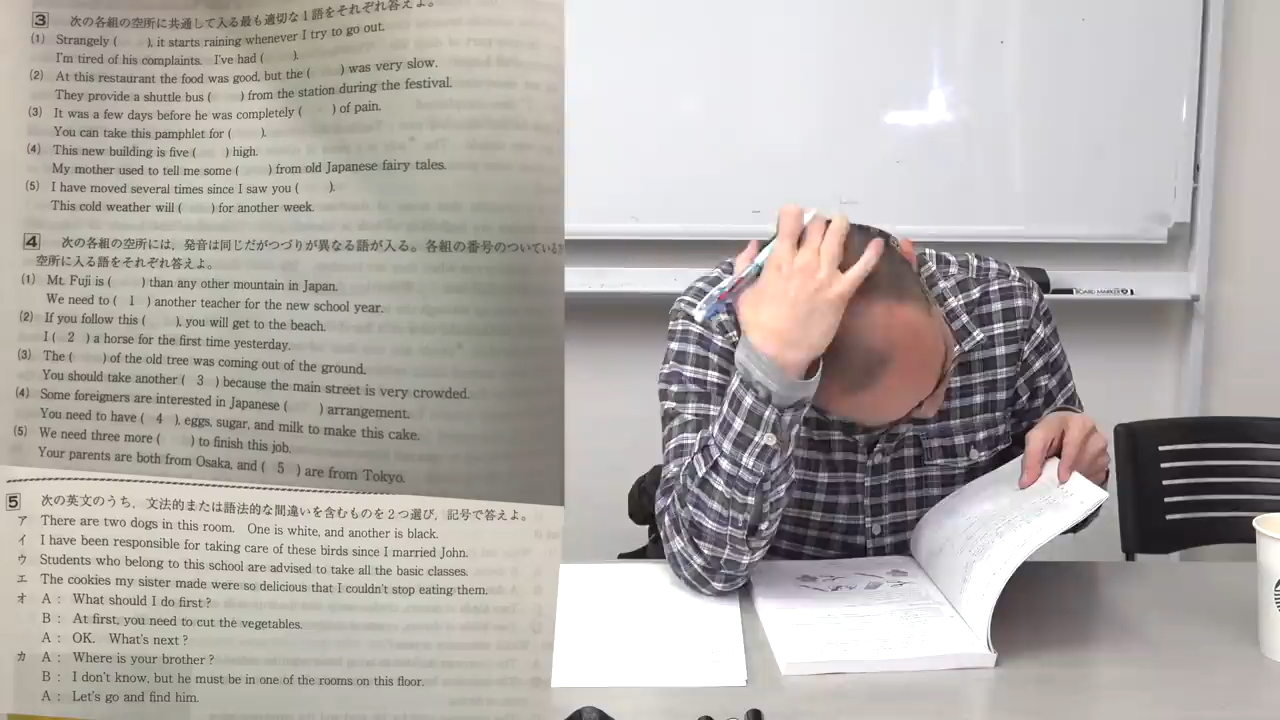 3 次の各組の空所に共通して入る最も適切な1語をそれぞれ答えよ。
(1) Strangely ( ), it starts raining whenever I try to go out.
I'm tired of his complaints. I've had ( ).
(2) At this restaurant the food was good, but the ( ) was very slow.
They provide a shuttle bus ( ) from the station during the festival.
(3) It was a few days before he was completely ( ) of pain.
You can take this pamphlet for ( ).
(4) This new building is five ( ) high.
My mother used to tell me some ( ) from old Japanese fairy tales.
(5) I have moved several times since I saw you ( ).
This cold weather will ( ) for another week.
4 次の各組の空所には、発音は同じだがつづりが異なる語が入る。各組の番号のついている
空所に入る語をそれぞれ答えよ。
(1) Mt. Fuji is ( ) than any other mountain in Japan.
We need to ( 1 ) another teacher for the new school year.
(2) If you follow this ( ), you will get to the beach.
I ( 2 ) a horse for the first time yesterday.
(3) The ( ) of the old tree was coming out of the ground.
You should take another ( 3 ) because the main street is very crowded.
(4) Some foreigners are interested in Japanese ( ) arrangement.
You need to have ( 4 ), eggs, sugar, and milk to make this cake.
(5) We need three more ( ) to finish this job.
Your parents are both from Osaka, and ( 5 ) are from Tokyo.
5 次の英文のうち、文法的または語法的な間違いを含むものを2つ選び、記号で答えよ。
ア There are two dogs in this room. One is white, and another is black.
イ I have been responsible for taking care of these birds since I married John.
ウ Students who belong to this school are advised to take all the basic classes.
エ The cookies my sister made were so delicious that I couldn't stop eating them.
オ A : What should I do first?
B : At first, you need to cut the vegetables.
A : OK. What's next?
カ A : Where is your brother?
B : I don't know, but he must be in one of the rooms on this floor.
A : Let's go and find him.
BOARD MARKER